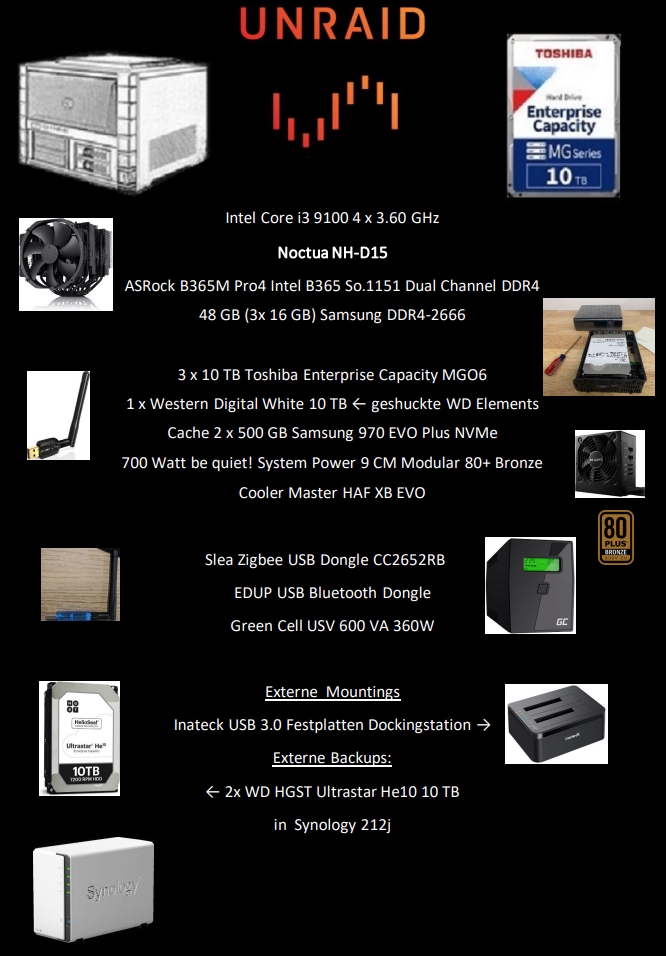 UNRAID
TOSHIBA
Hard Drive
Enterprise
Capacity
MG Series
10 TB
Intel Core i3 9100 4 x 3.60 GHz
Noctua NH-D15
ASRock B365M Pro4 Intel B365 So.1151 Dual Channel DDR4
48 GB (3x 16 GB) Samsung DDR4-2666
3 x 10 TB Toshiba Enterprise Capacity MGO6
1 x Western Digital White 10 TB ← geshuckte WD Elements
Cache 2 x 500 GB Samsung 970 EVO Plus NVMe
700 Watt be quiet! System Power 9 CM Modular 80+ Bronze
Cooler Master HAF XB EVO
80
PLUS
BRONZE
Slea Zigbee USB Dongle CC2652RB
EDUP USB Bluetooth Dongle
Green Cell USV 600 VA 360W
GC
Externe Mountings
Inateck USB 3.0 Festplatten Dockingstation →
Externe Backups:
← 2x WD HGST Ultrastar He10 10 TB
in Synology 212j
HGST
HelioSeal
Ultrastar He10
10TB
7200 RPM HDD
Synology